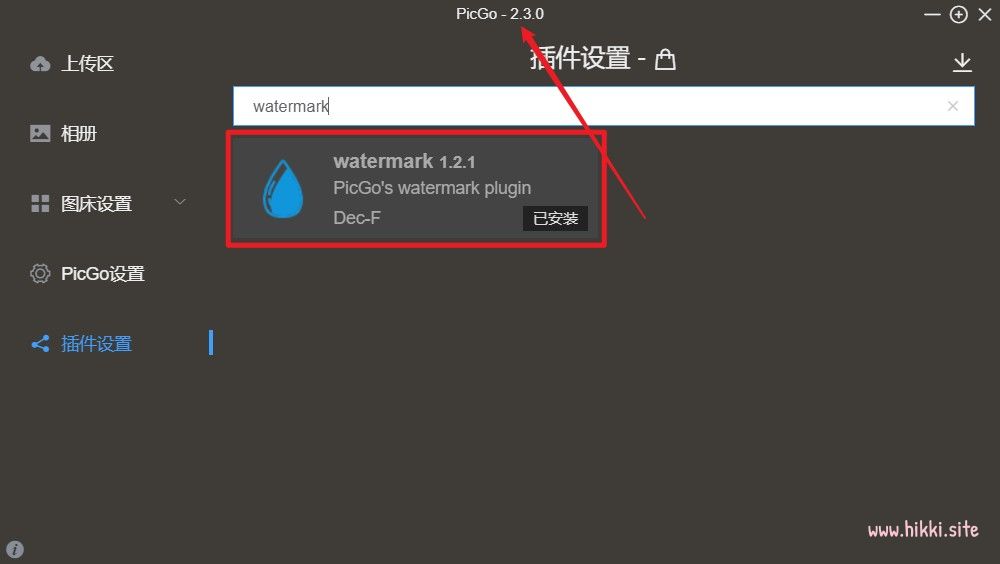 PicGo - 2.3.0
上传区
相册
图床设置
PicGo设置
插件设置
插件设置 -
watermark
watermark 1.2.1
PicGo's watermark plugin
Dec-F
已安装
www.hikki.site